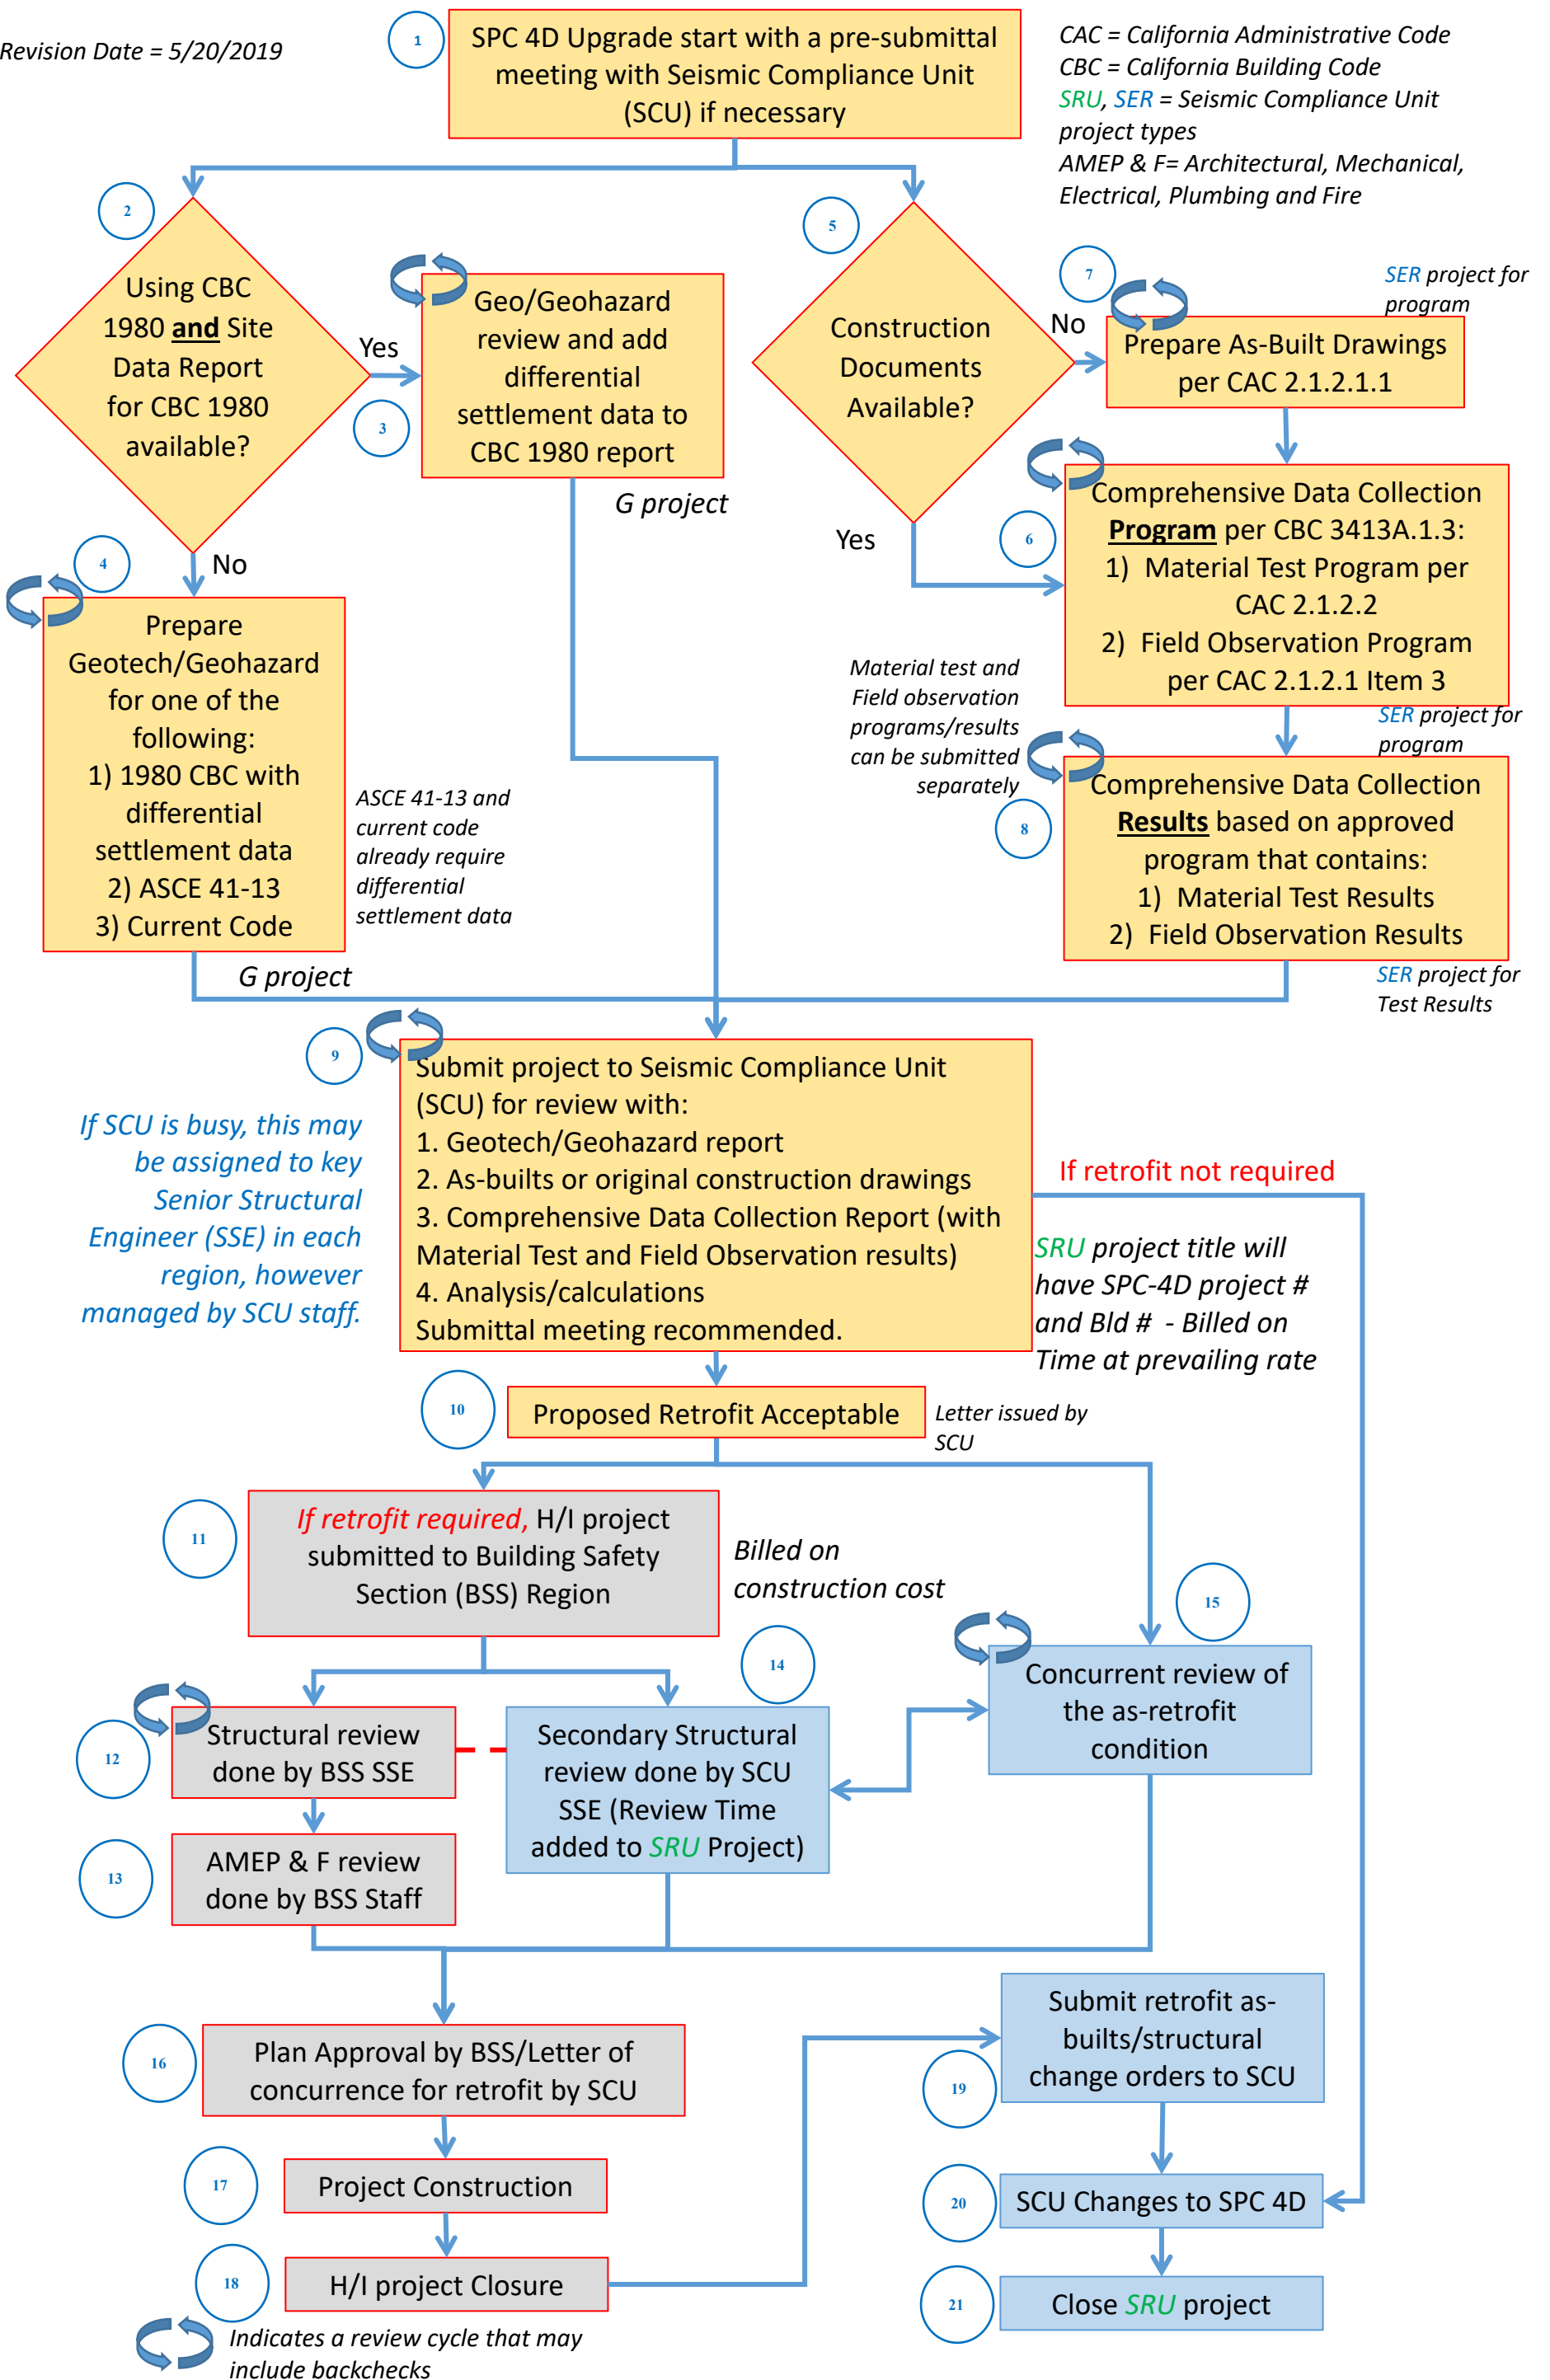 Revision Date = 5/20/2019
1
SPC 4D Upgrade start with a pre-submittal
meeting with Seismic Compliance Unit
(SCU) if necessary
CAC = California Administrative Code
CBC = California Building Code
SRU, SER = Seismic Compliance Unit
project types
AMEP & F= Architectural, Mechanical,
Electrical, Plumbing and Fire
2
Using CBC
1980 and Site
Data Report
for CBC 1980
available?
Yes
3
Geo/Geohazard
review and add
differential
settlement data to
CBC 1980 report
G project
5
Construction
Documents
Available?
No
Yes
7
SER project for
program
Prepare As-Built Drawings
per CAC 2.1.2.1.1
6
Comprehensive Data Collection
Program per CBC 3413A.1.3:
1) Material Test Program per
CAC 2.1.2.2
2) Field Observation Program
per CAC 2.1.2.1 Item 3
SER project for
program
No
4
Prepare
Geotech/Geohazard
for one of the
following:
1) 1980 CBC with
differential
settlement data
2) ASCE 41-13
3) Current Code
G project
ASCE 41-13 and
current code
already require
differential
settlement data
Material test and
Field observation
programs/results
can be submitted
separately
8
Comprehensive Data Collection
Results based on approved
program that contains:
1) Material Test Results
2) Field Observation Results
SER project for
Test Results
9
Submit project to Seismic Compliance Unit
(SCU) for review with:
1. Geotech/Geohazard report
2. As-builts or original construction drawings
3. Comprehensive Data Collection Report (with
Material Test and Field Observation results)
4. Analysis/calculations
Submittal meeting recommended.
If SCU is busy, this may
be assigned to key
Senior Structural
Engineer (SSE) in each
region, however
managed by SCU staff.
If retrofit not required
SRU project title will
have SPC-4D project #
and Bld # - Billed on
Time at prevailing rate
10
Proposed Retrofit Acceptable
Letter issued by
SCU
11
If retrofit required, H/I project
submitted to Building Safety
Section (BSS) Region
Billed on
construction cost
15
Concurrent review of
the as-retrofit
condition
14
Secondary Structural
review done by SCU
SSE (Review Time
added to SRU Project)
12
Structural review
done by BSS SSE
13
AMEP & F review
done by BSS Staff
16
Plan Approval by BSS/Letter of
concurrence for retrofit by SCU
17
Project Construction
18
H/I project Closure
19
Submit retrofit as-
builts/structural
change orders to SCU
20
SCU Changes to SPC 4D
21
Close SRU project
Indicates a review cycle that may
include backchecks